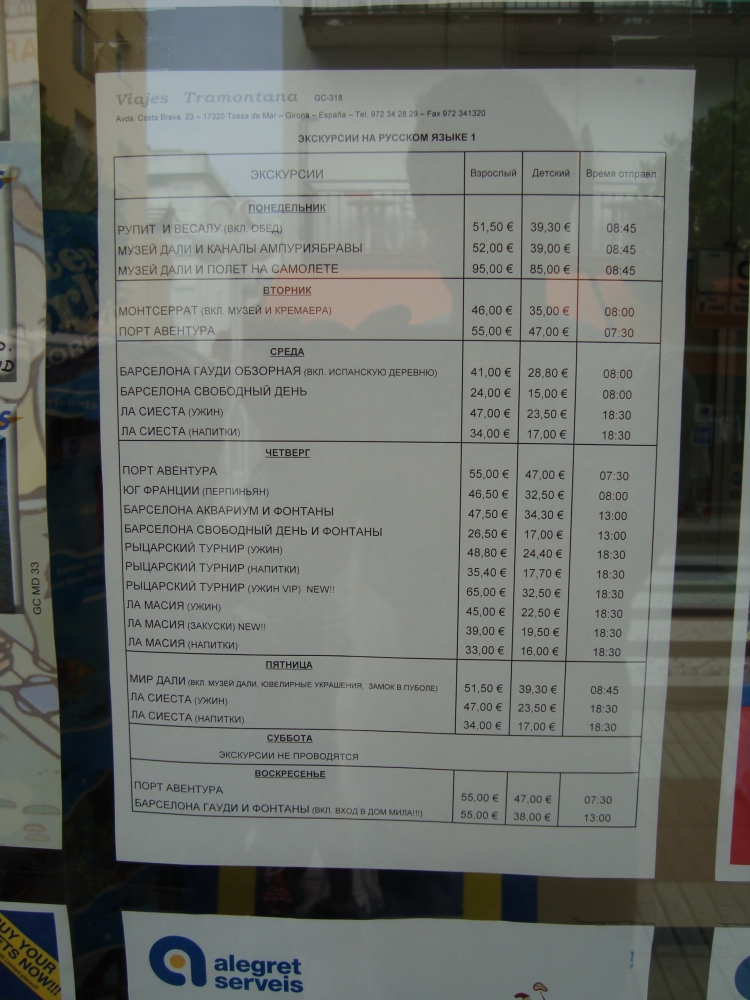 Viajes Tramontana GC-318
Avda. Costa Brava, 23 – 17320 Tossa de Mar – Girona – España – Tel. 972 34 28 29 – Fax 972 341320
ЭКСКУРСИИ НА РУССКОМ ЯЗЫКЕ 1
ЭКСКУРСИИ Взрослый Детский Время отправл
ПОНЕДЕЛЬНИК
РУПИТ И ВЕСАЛУ (ВКЛ. ОБЕД) 51,50 € 39,30 € 08:45
МУЗЕЙ ДАЛИ И КАНАЛЫ АМПУРИЯБРАВЫ 52,00 € 39,00 € 08:45
МУЗЕЙ ДАЛИ И ПОЛЕТ НА САМОЛЕТЕ 95,00 € 85,00 € 08:45
ВТОРНИК
МОНТСЕРРАТ (ВКЛ. МУЗЕЙ И КРЕМАЕРА) 46,00 € 35,00 € 08:00
ПОРТ АВЕНТУРА 55,00 € 47,00 € 07:30
СРЕДА
БАРСЕЛОНА ГАУДИ ОБЗОРНАЯ (ВКЛ. ИСПАНСКУЮ ДЕРЕВНЮ) 41,00 € 28,80 € 08:00
БАРСЕЛОНА СВОБОДНЫЙ ДЕНЬ 24,00 € 15,00 € 08:00
ЛА СИЕСТА (УЖИН) 47,00 € 23,50 € 18:30
ЛА СИЕСТА (НАПИТКИ) 34,00 € 17,00 € 18:30
ЧЕТВЕРГ
ПОРТ АВЕНТУРА 55,00 € 47,00 € 07:30
ЮГ ФРАНЦИИ (ПЕРПИНЬЯН) 46,50 € 32,50 € 08:00
БАРСЕЛОНА АКВАРИУМ И ФОНТАНЫ 47,50 € 34,30 € 13:00
БАРСЕЛОНА СВОБОДНЫЙ ДЕНЬ И ФОНТАНЫ 26,50 € 17,00 € 13:00
РЫЦАРСКИЙ ТУРНИР (УЖИН) 48,80 € 24,40 € 18:30
РЫЦАРСКИЙ ТУРНИР (НАПИТКИ) 35,40 € 17,70 € 18:30
РЫЦАРСКИЙ ТУРНИР (УЖИН VIP) NEW!! 65,00 € 32,50 € 18:30
ЛА МАСИЯ (УЖИН) 45,00 € 22,50 € 18:30
ЛА МАСИЯ (ЗАКУСКИ) NEW!! 39,00 € 19,50 € 18:30
ЛА МАСИЯ (НАПИТКИ) 33,00 € 16,00 € 18:30
ПЯТНИЦА
МИР ДАЛИ (ВКЛ. МУЗЕЙ ДАЛИ, ЮВЕЛИРНЫЕ УКРАШЕНИЯ, ЗАМОК В ПУБОЛЕ) 51,50 € 39,30 € 08:45
ЛА СИЕСТА (УЖИН) 47,00 € 23,50 € 18:30
ЛА СИЕСТА (НАПИТКИ) 34,00 € 17,00 € 18:30
СУББОТА
ЭКСКУРСИИ НЕ ПРОВОДЯТСЯ
ВОСКРЕСЕНЬЕ
ПОРТ АВЕНТУРА 55,00 € 47,00 € 07:30
БАРСЕЛОНА ГАУДИ И ФОНТАНЫ (ВКЛ. ВХОД В ДОМ МИЛА!!!) 55,00 € 38,00 € 13:00
GC MD 33
BUY YOUR
NOW!!!
alegret
serveis